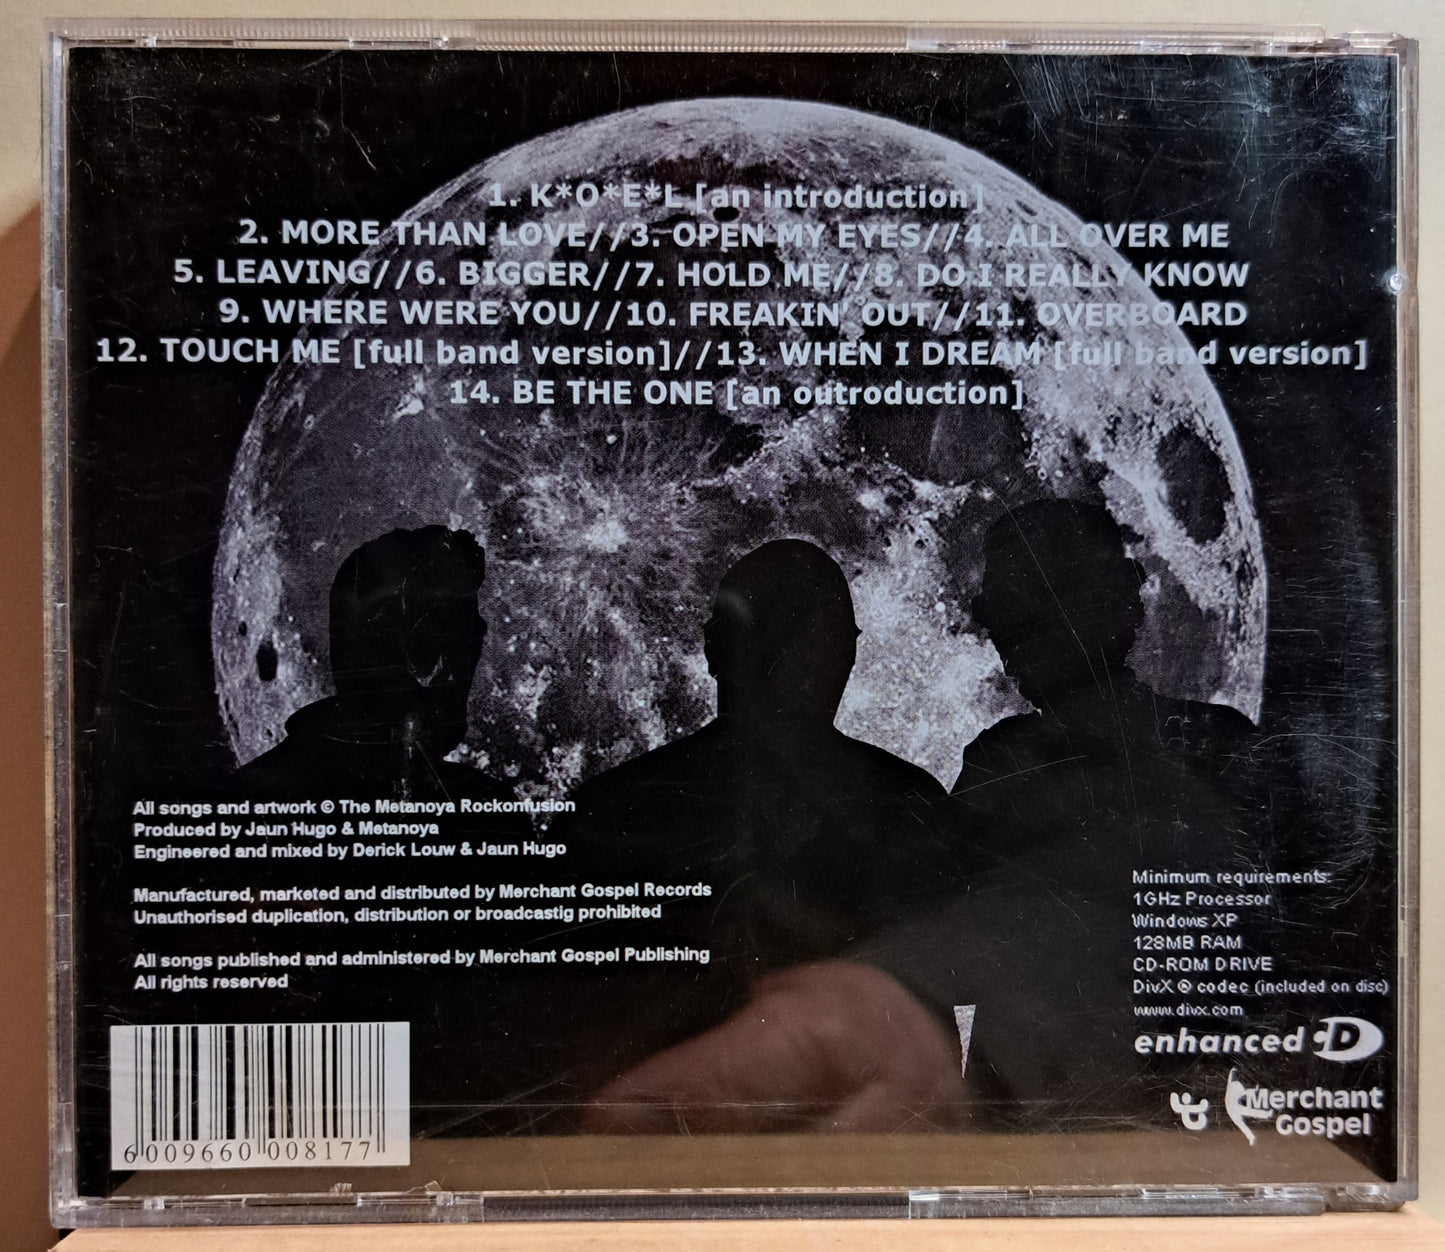 1. K*O*E*L [an introduction]
2. MORE THAN LOVE//3. OPEN MY EYES//4. ALL OVER ME
5. LEAVING//6. BIGGER//7. HOLD ME//8. DO I REALLY KNOW
9. WHERE WERE YOU//10. FREAKIN' OUT//11. OVERBOARD
12. TOUCH ME [full band version]//13. WHEN I DREAM [full band version]
14. BE THE ONE [an outroduction]
All songs and artwork © The Metanoya Rockonfusion
Produced by Jaun Hugo & Metanoya
Engineered and mixed by Derick Louw & Jaun Hugo
Manufactured, marketed and distributed by Merchant Gospel Records
Unauthorised duplication, distribution or broadcastig prohibited
All songs published and administered by Merchant Gospel Publishing
All rights reserved
6 009660 008177
Minimum requirements:
1GHz Processor
Windows XP
128MB RAM
CD-ROM DRIVE
DivX ® codec (included on disc)
www.divx.com
enhanced CD
Merchant
Gospel